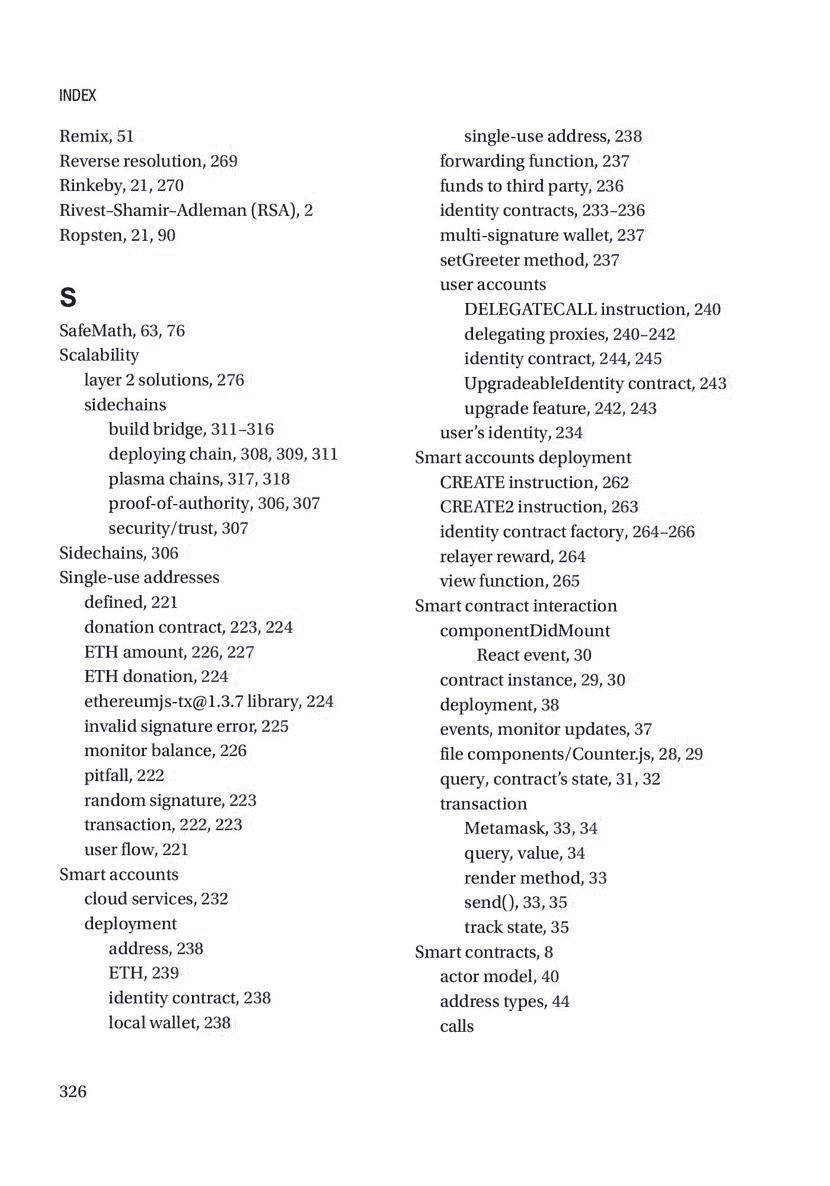 INDEX
Remix, 51
Reverse resolution, 269
Rinkeby, 21, 270
Rivest–Shamir–Adleman (RSA), 2
Ropsten, 21, 90
S
SafeMath, 63, 76
Scalability
layer 2 solutions, 276
sidechains
build bridge, 311–316
deploying chain, 308, 309, 311
plasma chains, 317, 318
proof-of-authority, 306, 307
security/trust, 307
Sidechains, 306
Single-use addresses
defined, 221
donation contract, 223, 224
ETH amount, 226, 227
ETH donation, 224
ethereumjs-tx@1.3.7 library, 224
invalid signature error, 225
monitor balance, 226
pitfall, 222
random signature, 223
transaction, 222, 223
user flow, 221
Smart accounts
cloud services, 232
deployment
address, 238
ETH, 239
identity contract, 238
local wallet, 238
single-use address, 238
forwarding function, 237
funds to third party, 236
identity contracts, 233–236
multi-signature wallet, 237
setGreeter method, 237
user accounts
DELEGATECALL instruction, 240
delegating proxies, 240–242
identity contract, 244, 245
UpgradeableIdentity contract, 243
upgrade feature, 242, 243
user’s identity, 234
Smart accounts deployment
CREATE instruction, 262
CREATE2 instruction, 263
identity contract factory, 264–266
relayer reward, 264
view function, 265
Smart contract interaction
componentDidMount
React event, 30
contract instance, 29, 30
deployment, 38
events, monitor updates, 37
file components/Counter.js, 28, 29
query, contract’s state, 31, 32
transaction
Metamask, 33, 34
query, value, 34
render method, 33
send(), 33, 35
track state, 35
Smart contracts, 8
actor model, 40
address types, 44
calls
326